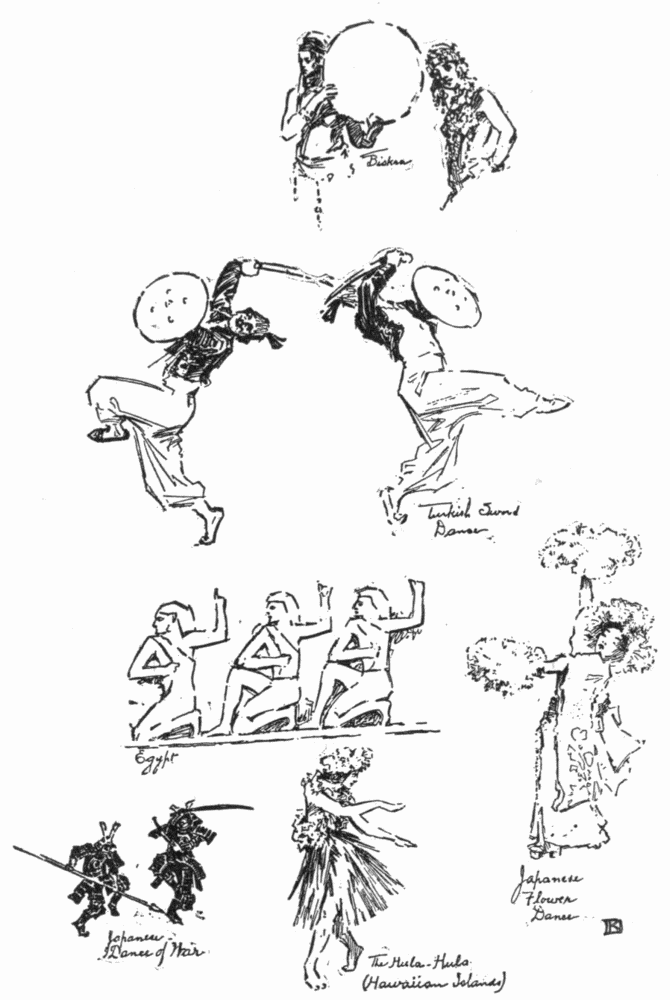 Biskra
Turkish Sword
Dance
Egypt
Japanese
Flower
Dance
Japanese
Dance of War
The Hula-Hula
(Hawaiian Islands)